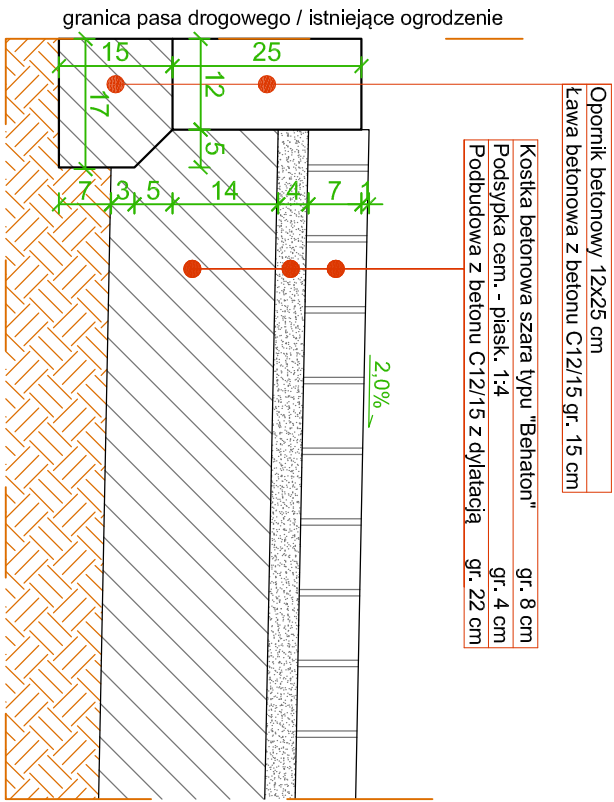 granica pasa drogowego / istniejące ogrodzenie
Opornik betonowy 12x25 cm
Ława betonowa z betonu C12/15 gr. 15 cm
Kostka betonowa szara typu "Behaton" gr. 8 cm
Podsypka cem. - piask. 1:4 gr. 4 cm
Podbudowa z betonu C12/15 z dylatacją gr. 22 cm
15 25
12
17
5
7 3 5 14 4 7 1
2,0%